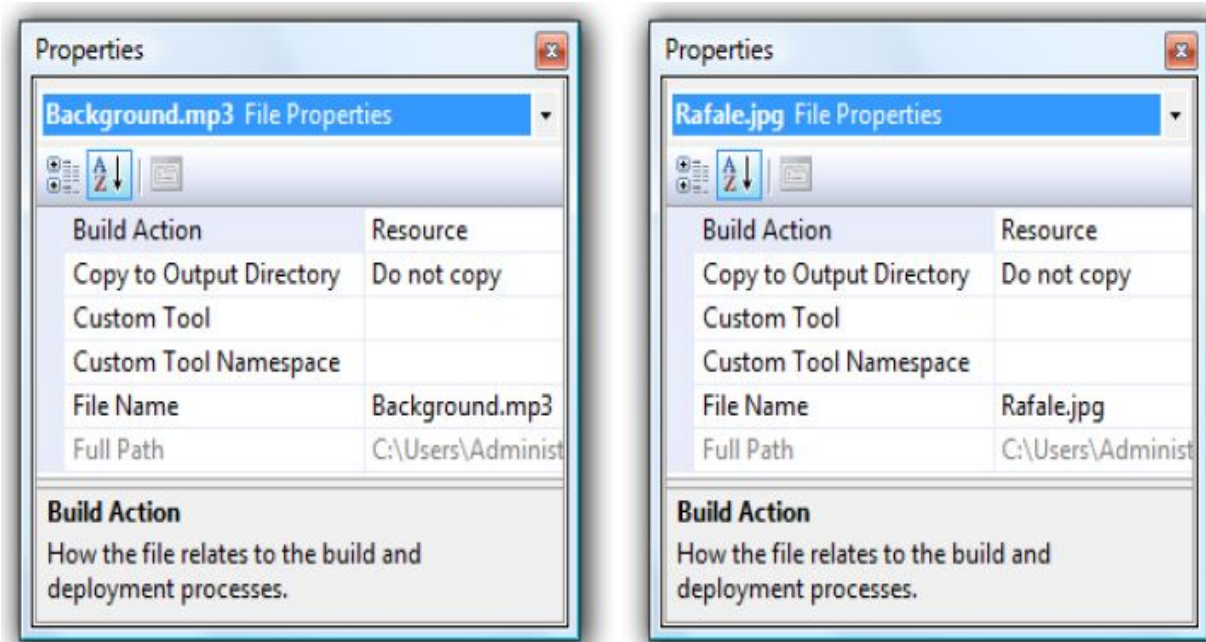 Properties
Background.mp3 File Properties
Build Action Resource
Copy to Output Directory Do not copy
Custom Tool
Custom Tool Namespace
File Name Background.mp3
Full Path C:\Users\Administ
Build Action
How the file relates to the build and
deployment processes.
Properties
Rafale.jpg File Properties
Build Action Resource
Copy to Output Directory Do not copy
Custom Tool
Custom Tool Namespace
File Name Rafale.jpg
Full Path C:\Users\Administ
Build Action
How the file relates to the build and
deployment processes.